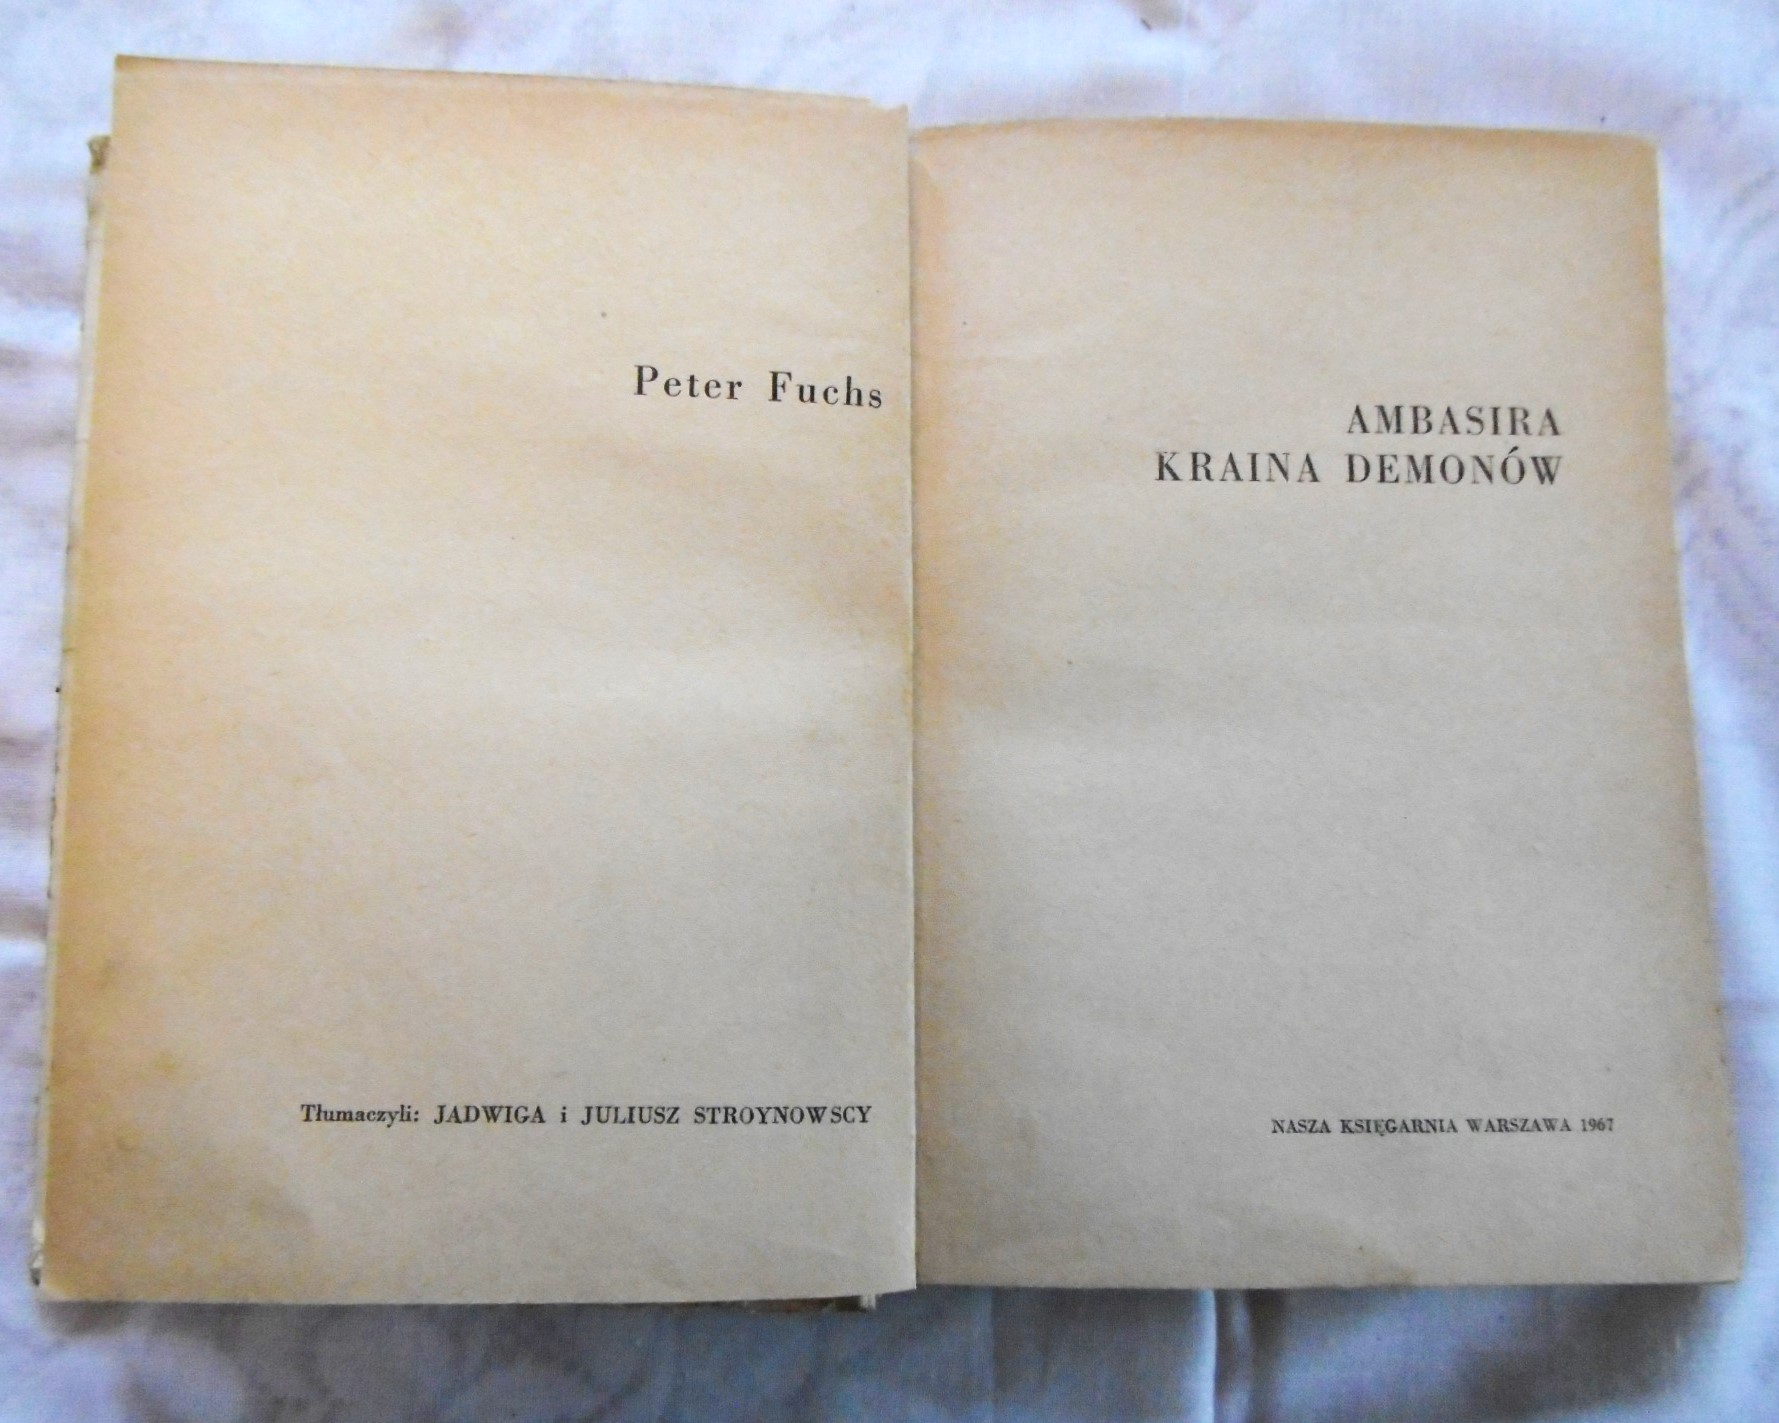 Peter Fuchs
Tłumaczyli: JADWIGA i JULIUSZ STROYNOWSCY
AMBASIRA
KRAINA DEMONÓW
NASZA KSIĘGARNIA WARSZAWA 1967